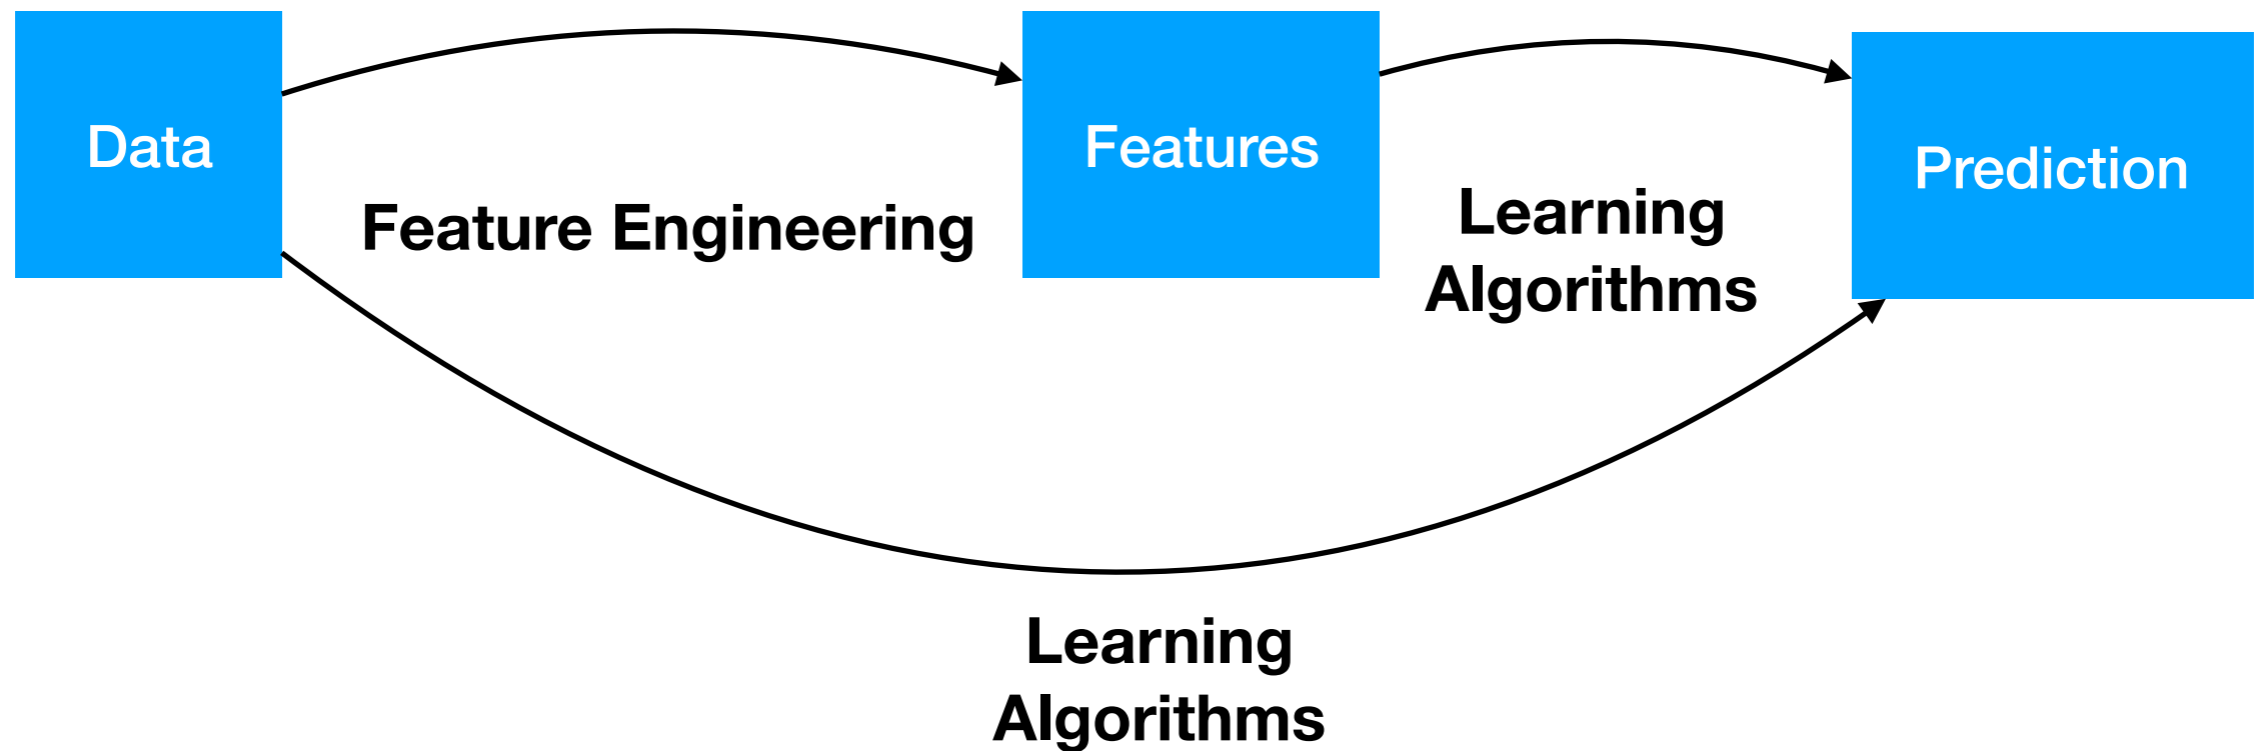 Data
Feature Engineering
Features
Learning
Algorithms
Prediction
Learning
Algorithms